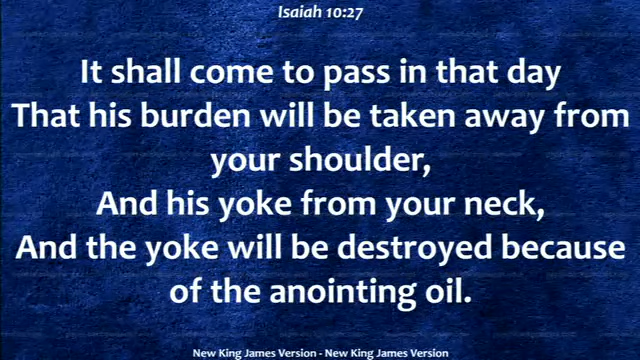 Isaiah 10:27
It shall come to pass in that day
That his burden will be taken away from
your shoulder,
And his yoke from your neck,
And the yoke will be destroyed because
of the anointing oil.
New King James Version - New King James Version